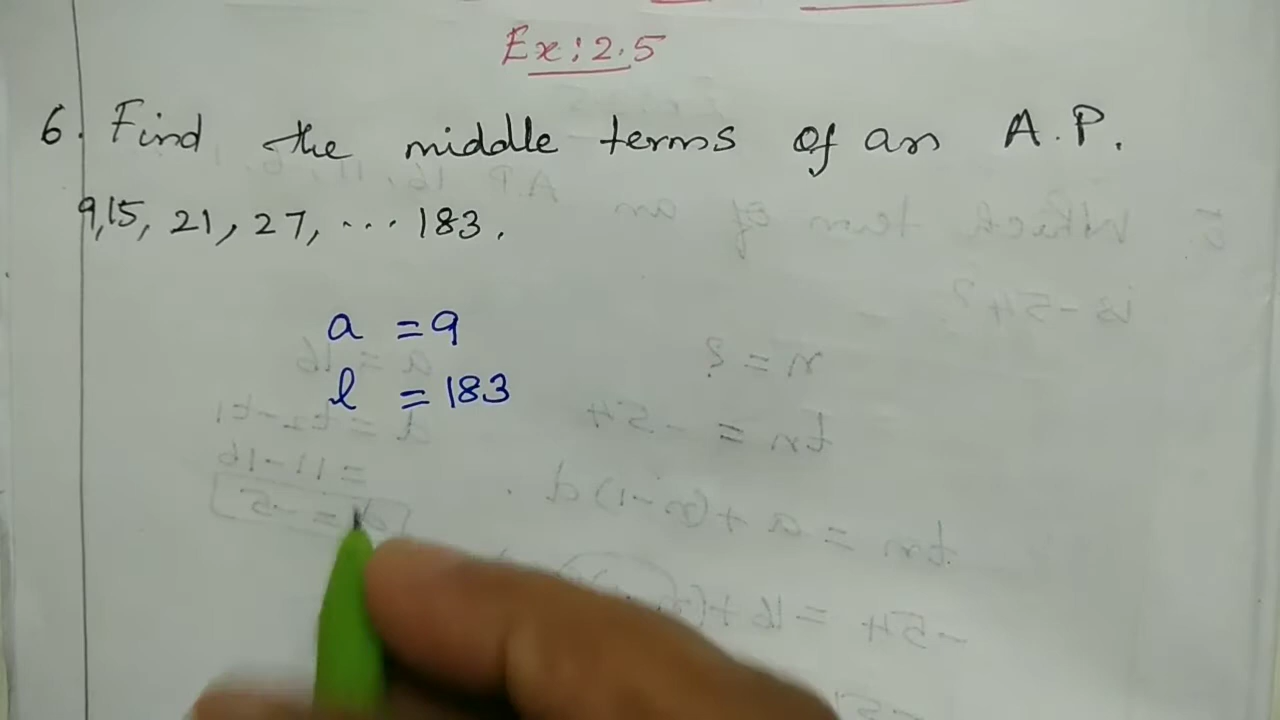 Ex: 2.5
6. Find the middle terms of an A.P.
9, 15, 21, 27, ... 183.
a = 9
l = 183